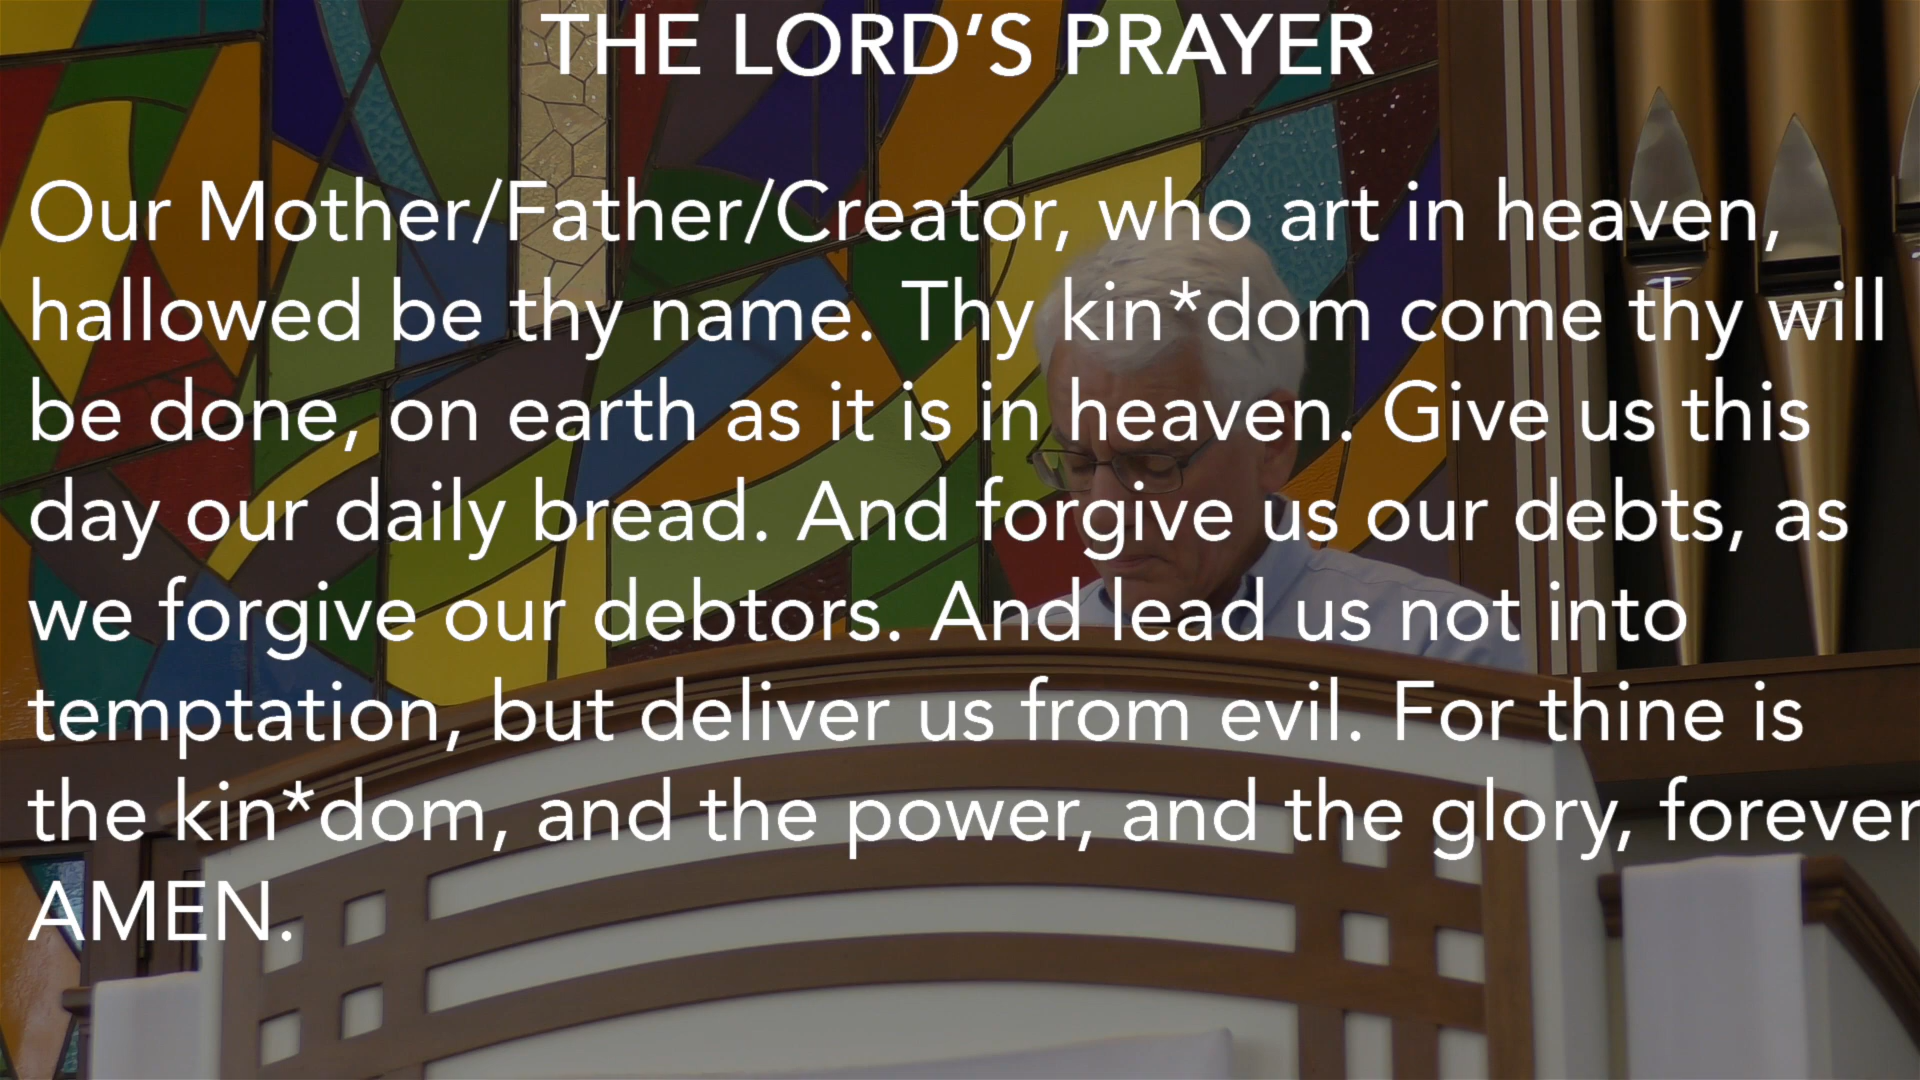 THE LORD’S PRAYER
Our Mother/Father/Creator, who art in heaven,
hallowed be thy name. Thy kin*dom come thy will
be done, on earth as it is in heaven. Give us this
day our daily bread. And forgive us our debts, as
we forgive our debtors. And lead us not into
temptation, but deliver us from evil. For thine is
the kin*dom, and the power, and the glory, forever
AMEN.